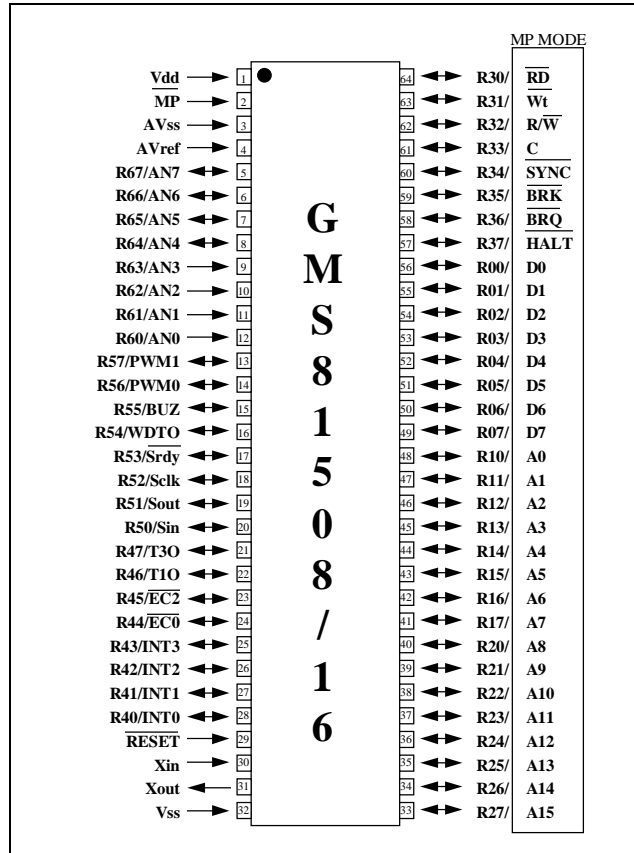 MP MODE
Vdd 1 64 R30/ RD
MP 2 63 R31/ Wt
AVss 3 62 R32/ R/W
AVref 4 61 R33/ C
R67/AN7 5 60 R34/ SYNC
R66/AN6 6 59 R35/ BRK
R65/AN5 7 58 R36/ BRQ
R64/AN4 8 57 R37/ HALT
R63/AN3 9 56 R00/ D0
R62/AN2 10 55 R01/ D1
R61/AN1 11 54 R02/ D2
R60/AN0 12 53 R03/ D3
R57/PWM1 13 52 R04/ D4
R56/PWM0 14 51 R05/ D5
R55/BUZ 15 50 R06/ D6
R54/WDTO 16 49 R07/ D7
R53/Srdy 17 48 R10/ A0
R52/Sclk 18 47 R11/ A1
R51/Sout 19 46 R12/ A2
R50/Sin 20 45 R13/ A3
R47/T3O 21 44 R14/ A4
R46/T1O 22 43 R15/ A5
R45/EC2 23 42 R16/ A6
R44/EC0 24 41 R17/ A7
R43/INT3 25 40 R20/ A8
R42/INT2 26 39 R21/ A9
R41/INT1 27 38 R22/ A10
R40/INT0 28 37 R23/ A11
RESET 29 36 R24/ A12
Xin 30 35 R25/ A13
Xout 31 34 R26/ A14
Vss 32 33 R27/ A15
GMS81508/16